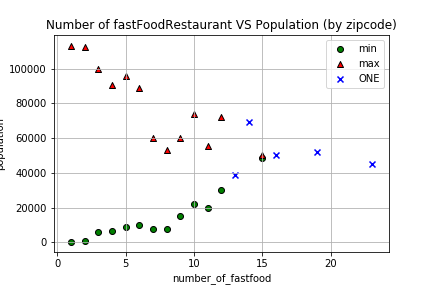 Number of fastFoodRestaurant VS Population (by zipcode)
min
max
ONE
100000
80000
60000
40000
20000
0
population
0
5
10
15
20
number_of_fastfood